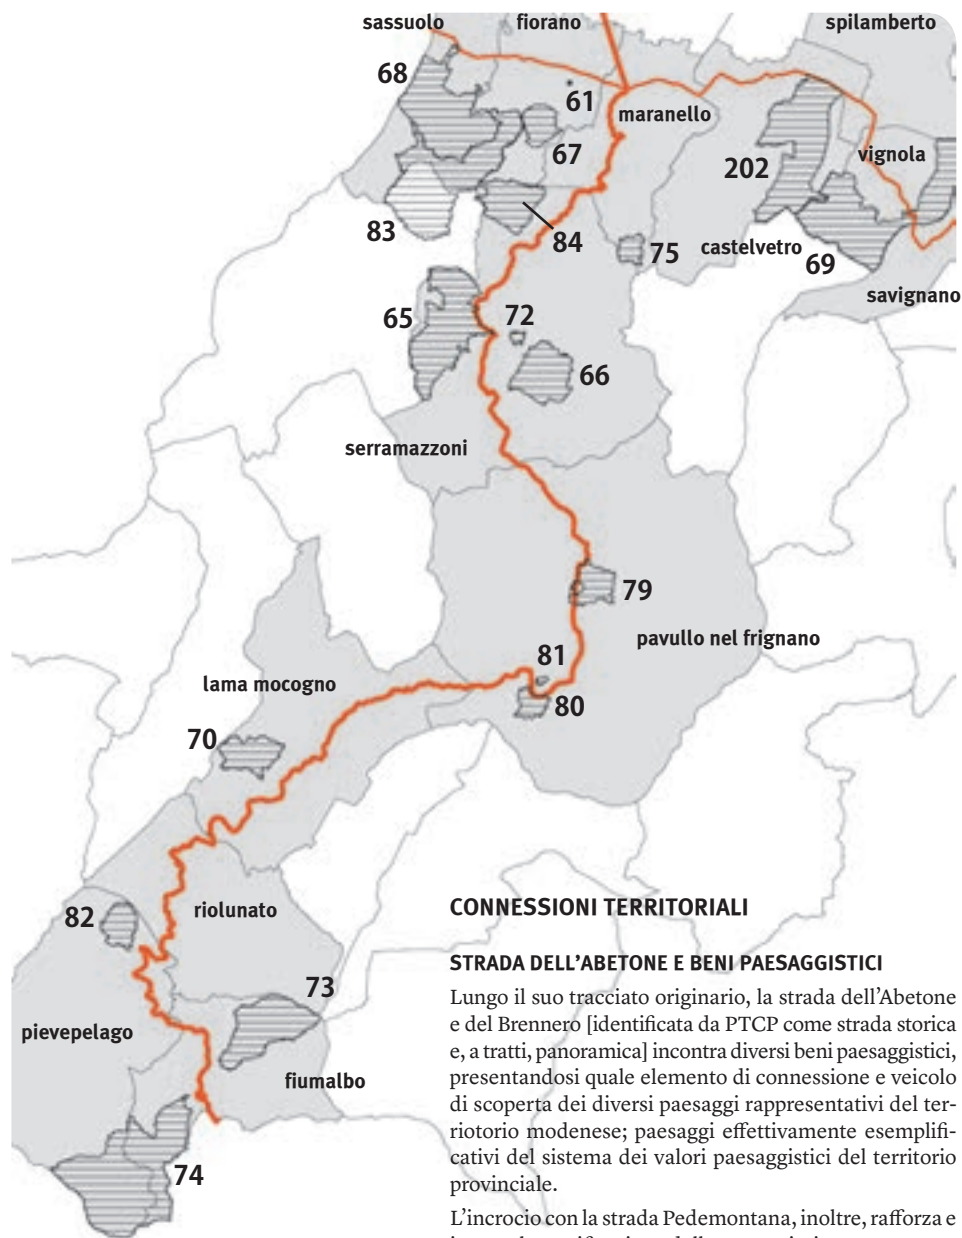 sassuolo fiorano spilamberto
68
61
maranello
67
vignola
202
83
84
75
castelvetro
69
savignano
65
72
66
serramazzoni
79
pavullo nel frignano
81
lama mocogno
80
70
82
riolunato
CONNESSIONI TERRITORIALI
STRADA DELL'ABETONE E BENI PAESAGGISTICI
73
pievepelago
fiumalbo
74
Lungo il suo tracciato originario, la strada dell'Abetone
e del Brennero [identificata da PTCP come strada storica
e, a tratti, panoramica] incontra diversi beni paesaggistici,
presentandosi quale elemento di connessione e veicolo
di scoperta dei diversi paesaggi rappresentativi del ter-
riotorio modenese; paesaggi effettivamente esemplifi-
cativi del sistema dei valori paesaggistici del territorio
provinciale.
L'incrocio con la strada Pedemontana, inoltre, rafforza e